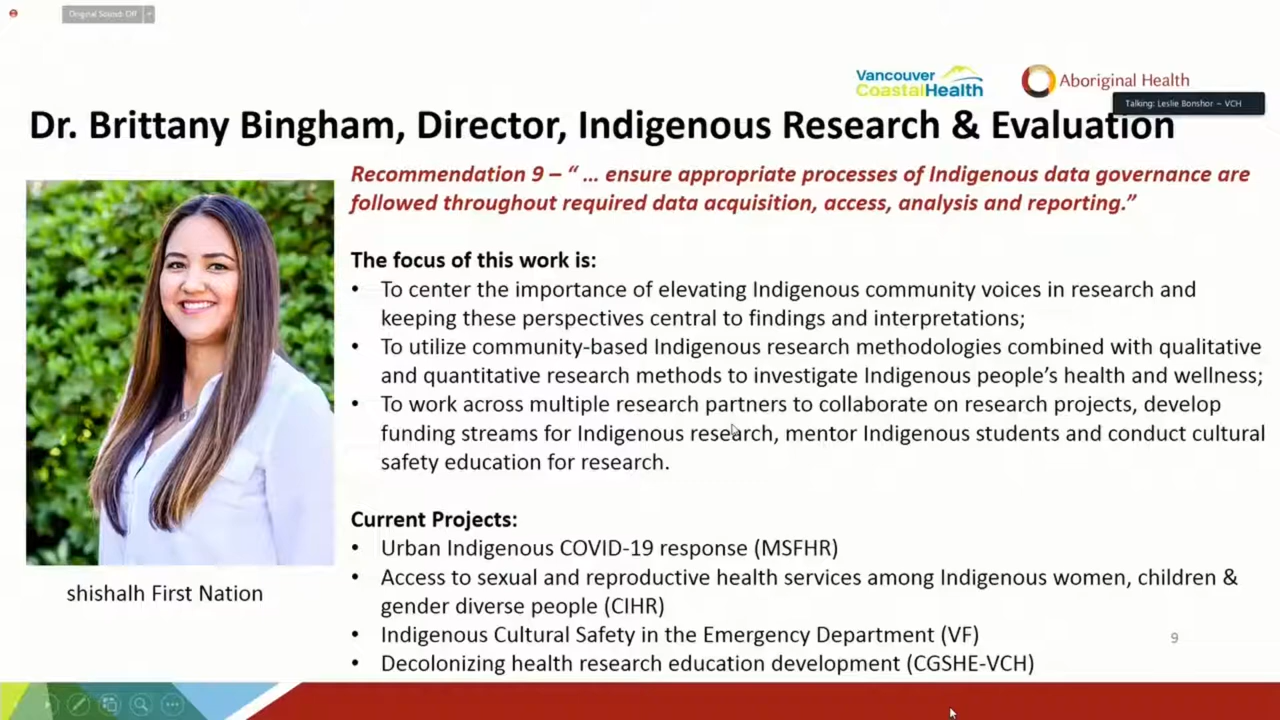 Original Sound: Off
Vancouver
CoastalHealth
Aboriginal Health
Talking: Leslie Bonshor - VCH
Dr. Brittany Bingham, Director, Indigenous Research & Evaluation
Recommendation 9 – “ … ensure appropriate processes of Indigenous data governance are
followed throughout required data acquisition, access, analysis and reporting.”
The focus of this work is:
• To center the importance of elevating Indigenous community voices in research and
keeping these perspectives central to findings and interpretations;
• To utilize community-based Indigenous research methodologies combined with qualitative
and quantitative research methods to investigate Indigenous people’s health and wellness;
• To work across multiple research partners to collaborate on research projects, develop
funding streams for Indigenous research, mentor Indigenous students and conduct cultural
safety education for research.
Current Projects:
• Urban Indigenous COVID-19 response (MSFHR)
• Access to sexual and reproductive health services among Indigenous women, children &
gender diverse people (CIHR)
• Indigenous Cultural Safety in the Emergency Department (VF)
• Decolonizing health research education development (CGSHE-VCH)
shishalh First Nation
9